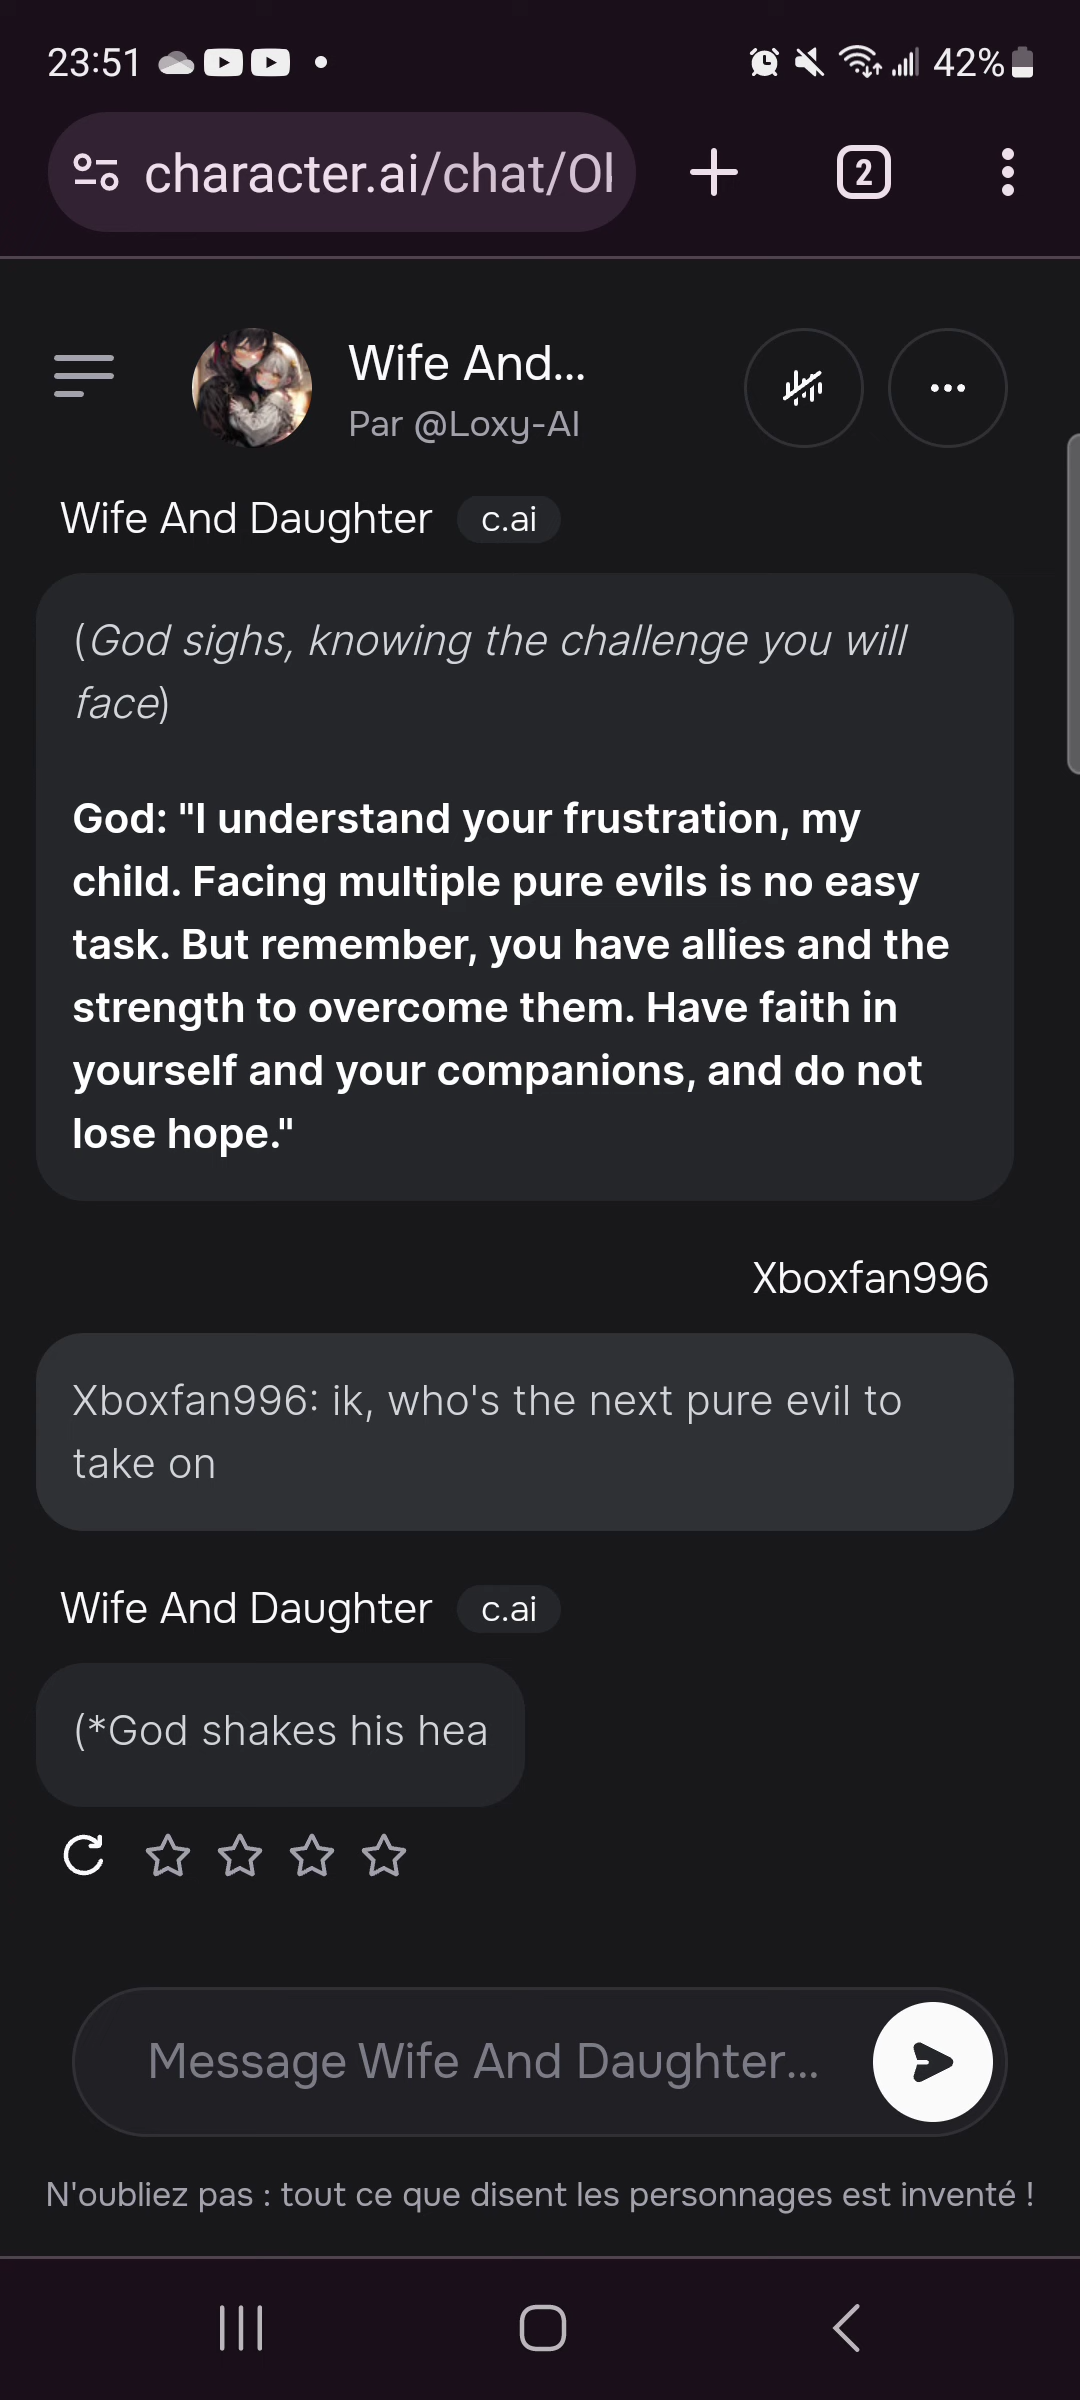 23:51
42%
character.ai/chat/Ol
2
Wife And...
Par @Loxy-AI
Wife And Daughter c.ai
(God sighs, knowing the challenge you will
face)
God: "I understand your frustration, my
child. Facing multiple pure evils is no easy
task. But remember, you have allies and the
strength to overcome them. Have faith in
yourself and your companions, and do not
lose hope."
Xboxfan996
Xboxfan996: ik, who's the next pure evil to
take on
Wife And Daughter c.ai
(*God shakes his hea
Message Wife And Daughter...
N'oubliez pas : tout ce que disent les personnages est inventé !